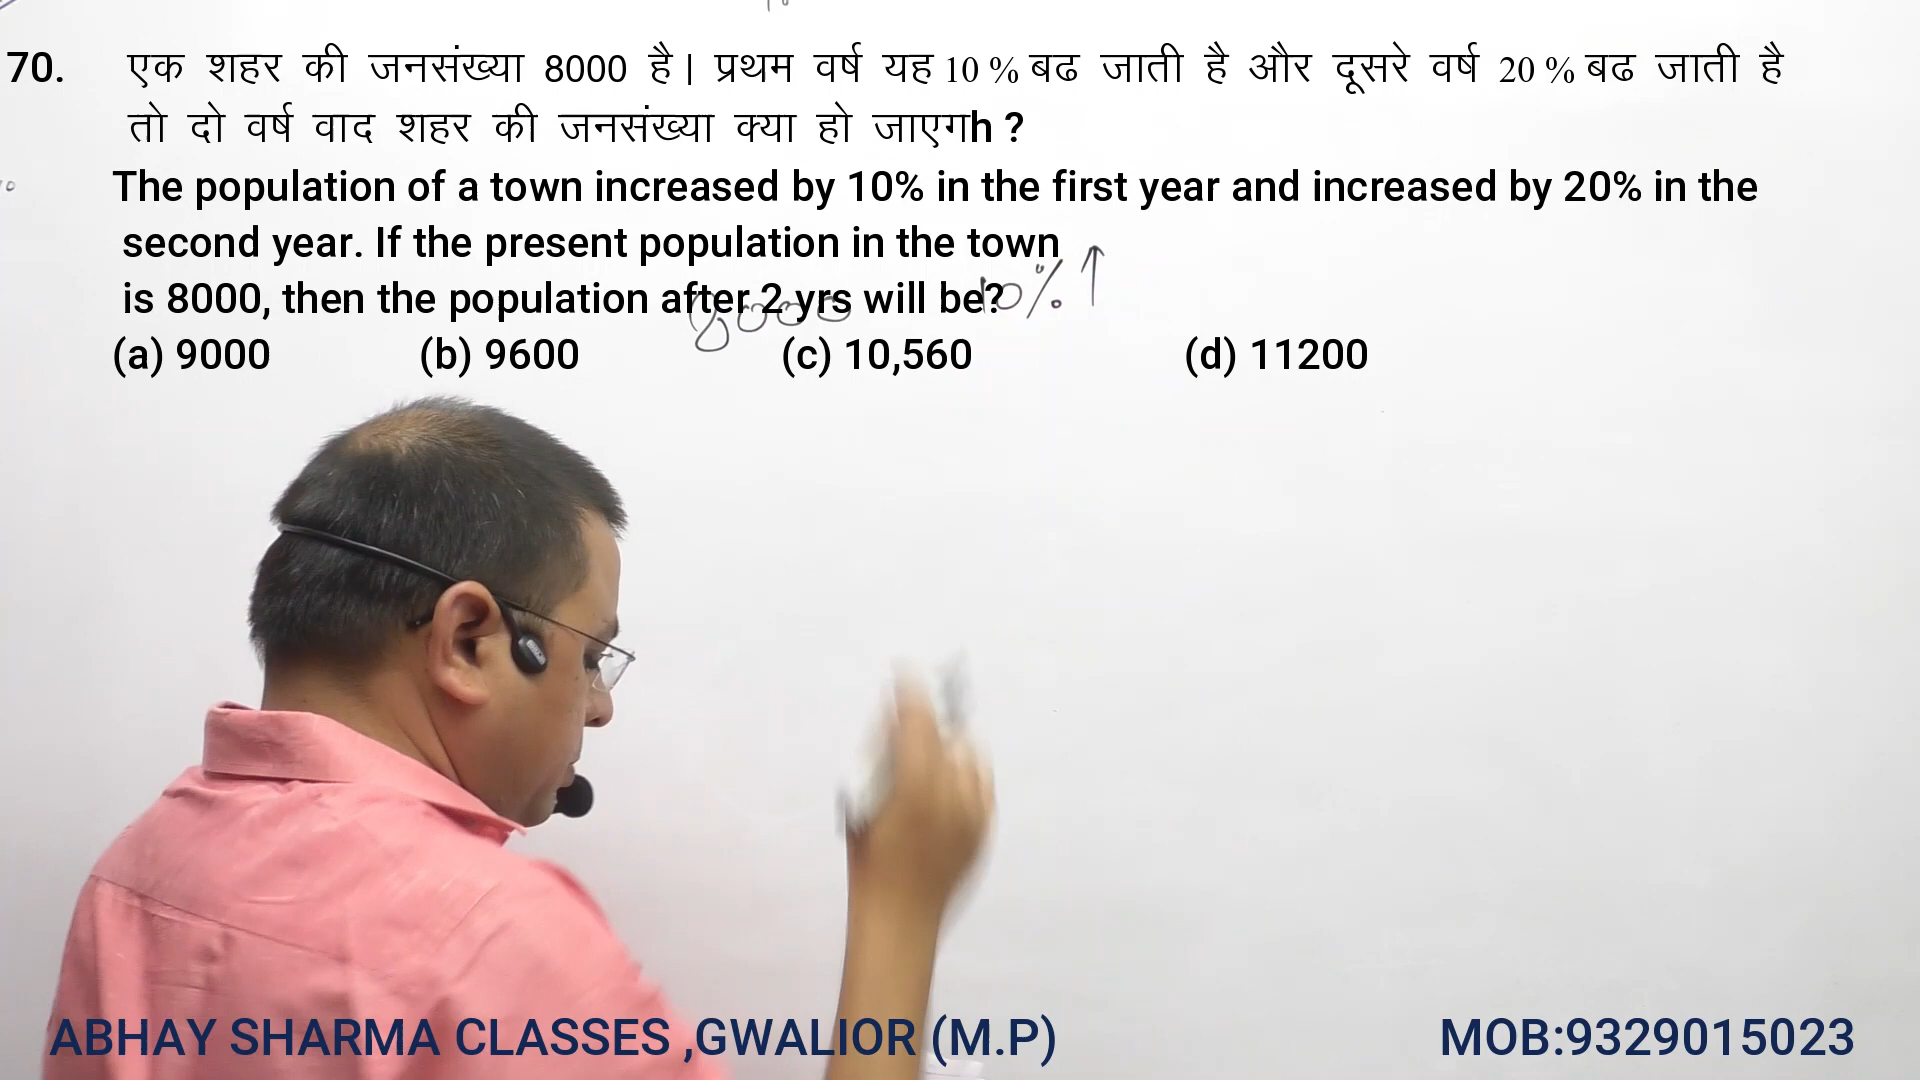 70. एक शहर की जनसंख्या 8000 है। प्रथम वर्ष यह 10 % बढ जाती है और दूसरे वर्ष 20 % बढ जाती है
तो दो वर्ष वाद शहर की जनसंख्या क्या हो जाएगh ?
The population of a town increased by 10% in the first year and increased by 20% in the
second year. If the present population in the town
10% ↑
is 8000, then the population after 2 yrs will be?
8000
(a) 9000 (b) 9600 (c) 10,560 (d) 11200
ABHAY SHARMA CLASSES ,GWALIOR (M.P) MOB:9329015023